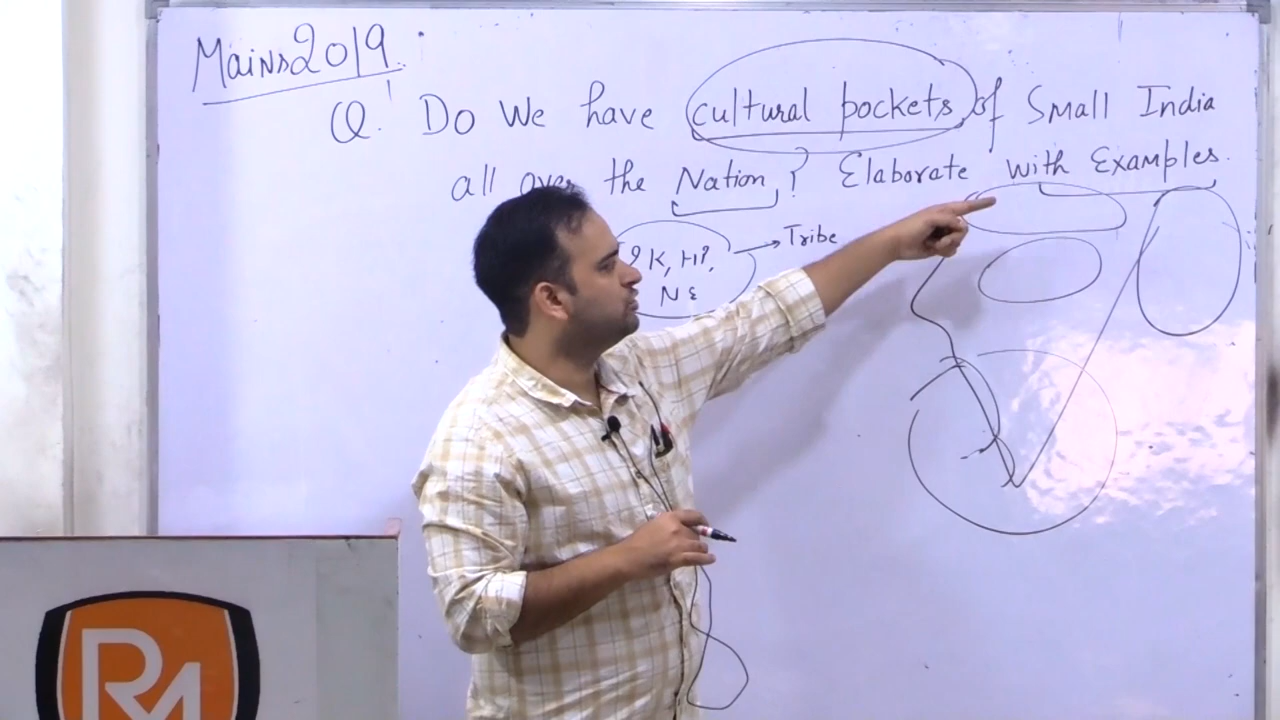 Mains 2019.
Q. Do We have cultural pockets of Small India
all over the Nation? Elaborate with Examples.
? K, H?, → Tribe
NE
RM